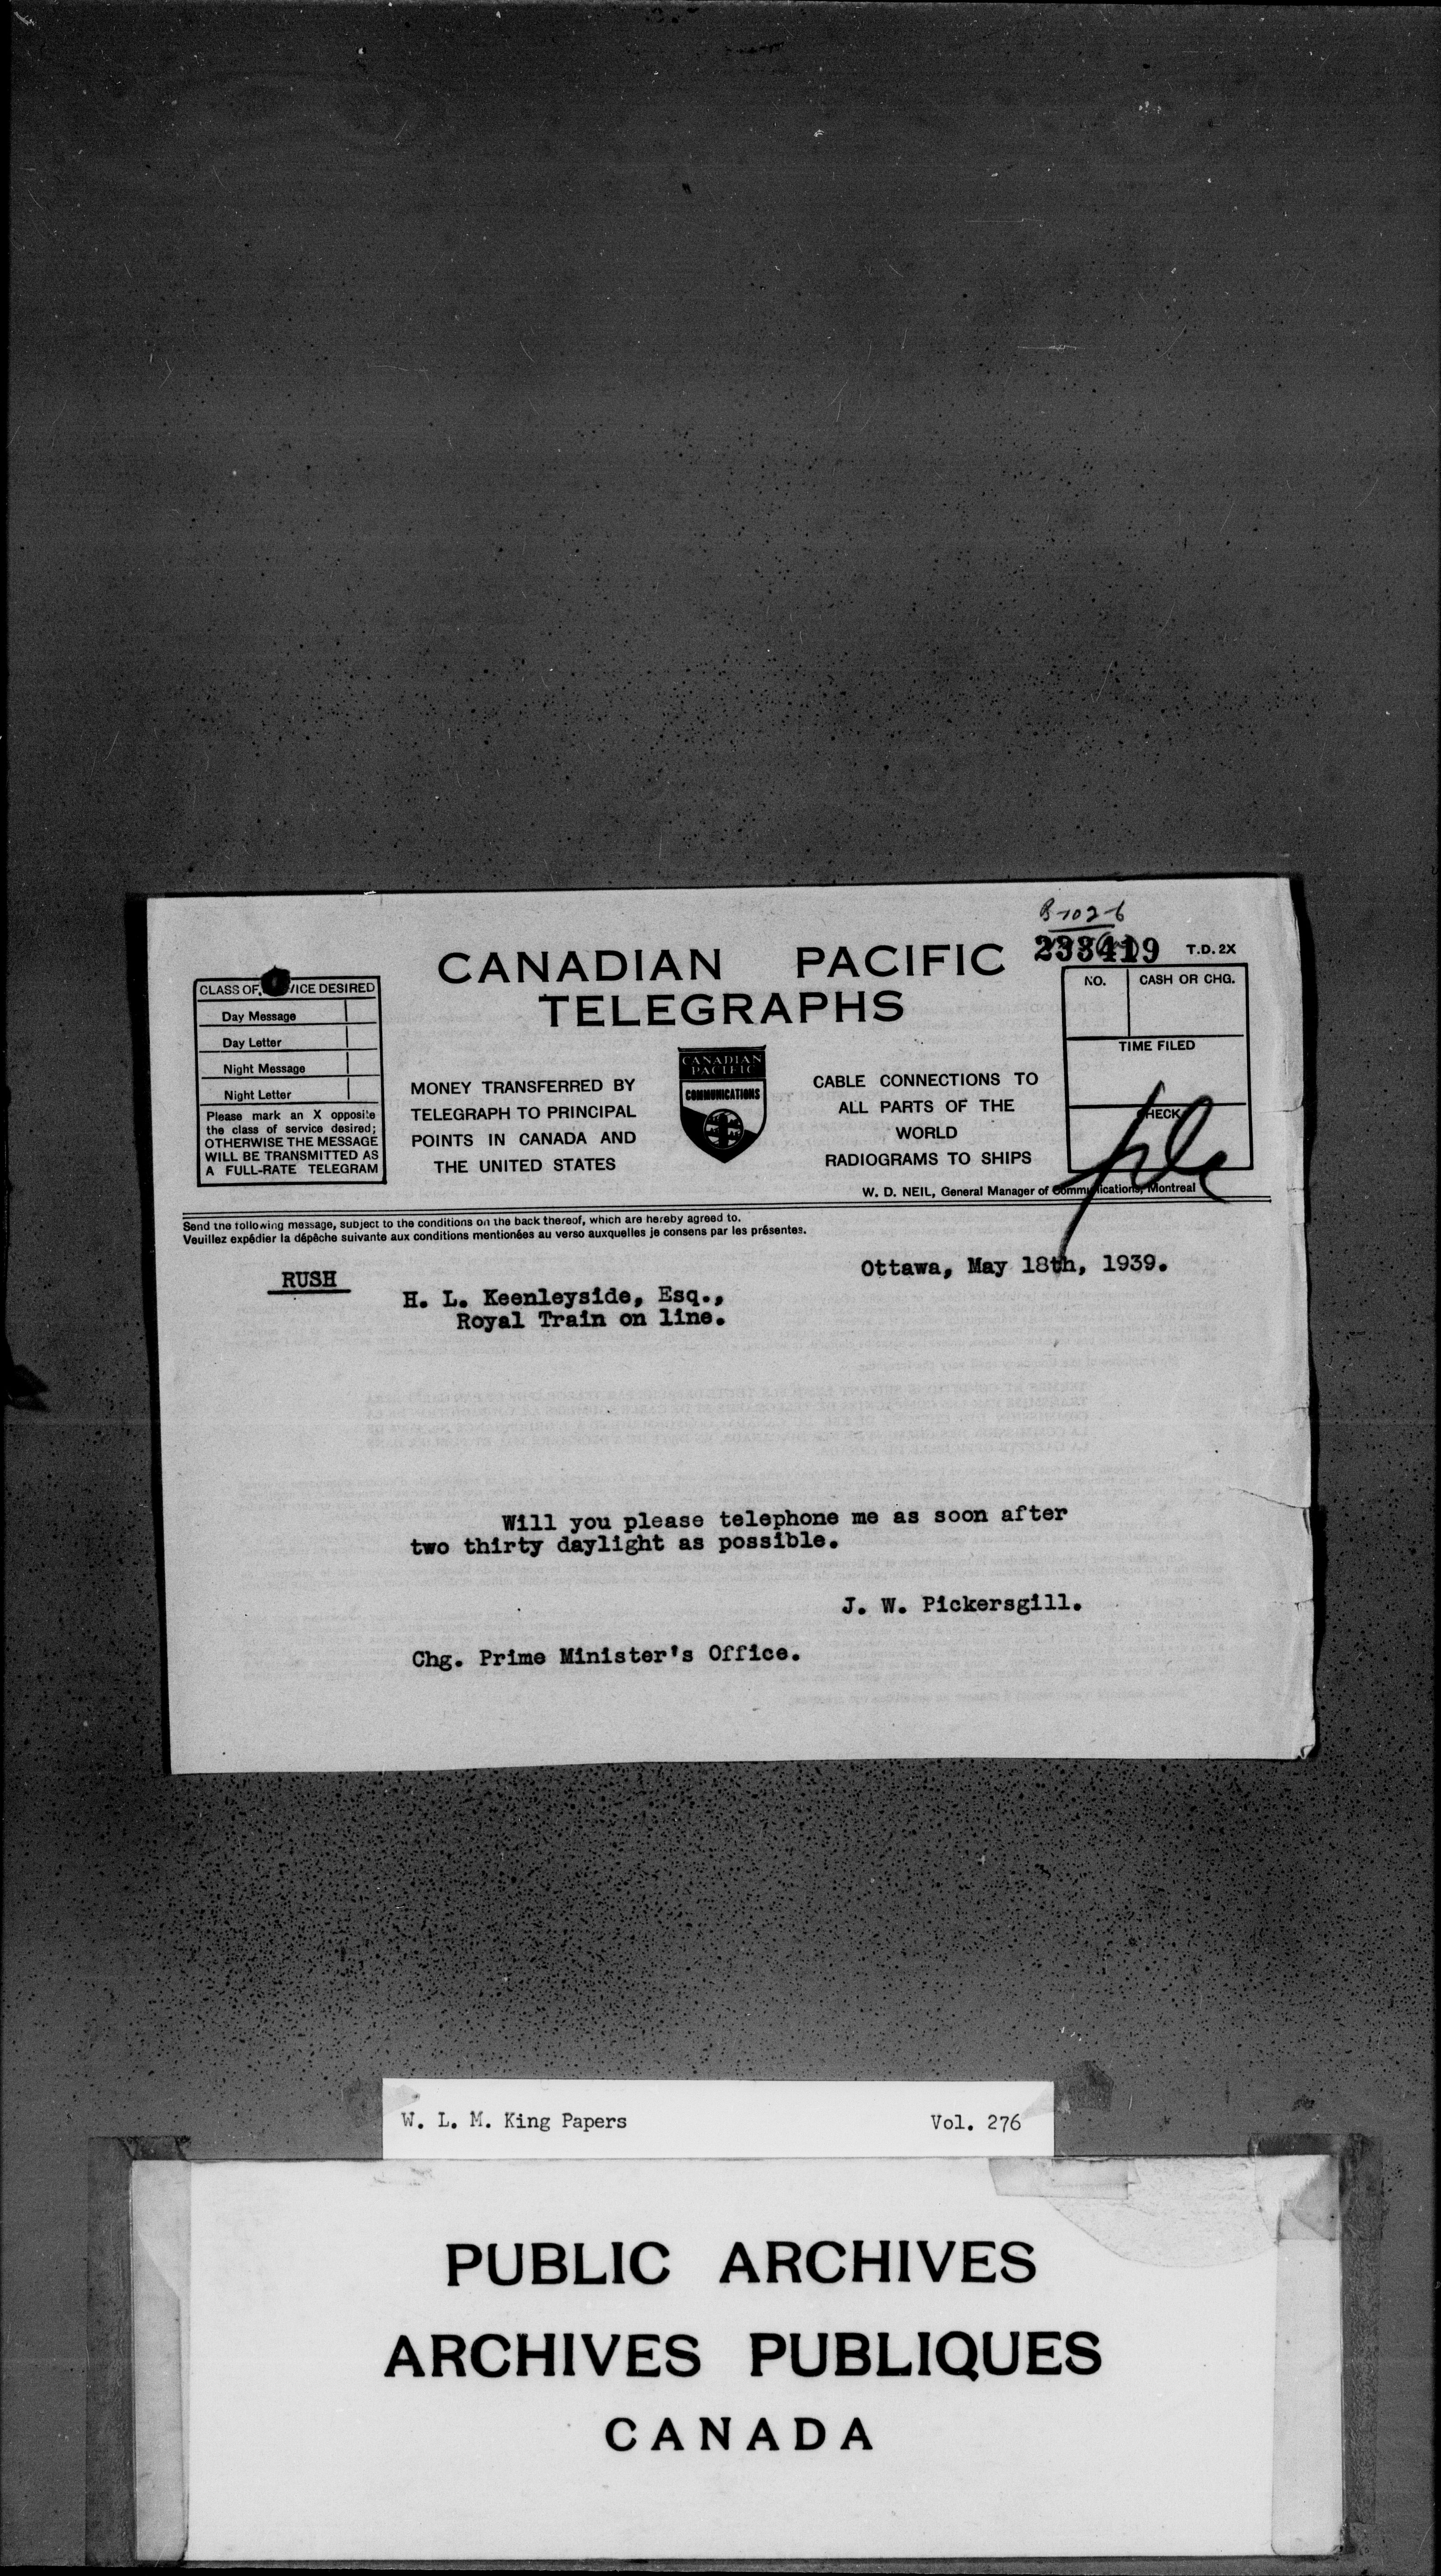 B-102-6
233419
T.D. 2X
CANADIAN PACIFIC
TELEGRAPHS
CLASS OF VICE DESIRED
Day Message
Day Letter
Night Message
Night Letter
Please mark an X opposite
the class of service desired;
OTHERWISE THE MESSAGE
WILL BE TRANSMITTED AS
A FULL-RATE TELEGRAM
MONEY TRANSFERRED BY
TELEGRAPH TO PRINCIPAL
POINTS IN CANADA AND
THE UNITED STATES
CANADIAN
PACIFIC
COMMUNICATIONS
CABLE CONNECTIONS TO
ALL PARTS OF THE
WORLD
RADIOGRAMS TO SHIPS
NO.
CASH OR CHG.
TIME FILED
CHECK
W. D. NEIL, General Manager of Communications, Montreal
Send the following message, subject to the conditions on the back thereof, which are hereby agreed to.
Veuillez expédier la dépêche suivante aux conditions mentionées au verso auxquelles je consens par les présentes.
Ottawa, May 18th, 1939.
RUSH
H. L. Keenleyside, Esq.,
Royal Train on line.
Will you please telephone me as soon after
two thirty daylight as possible.
J. W. Pickersgill.
Chg. Prime Minister's Office.
W. L. M. King Papers Vol. 276
PUBLIC ARCHIVES
ARCHIVES PUBLIQUES
CANADA